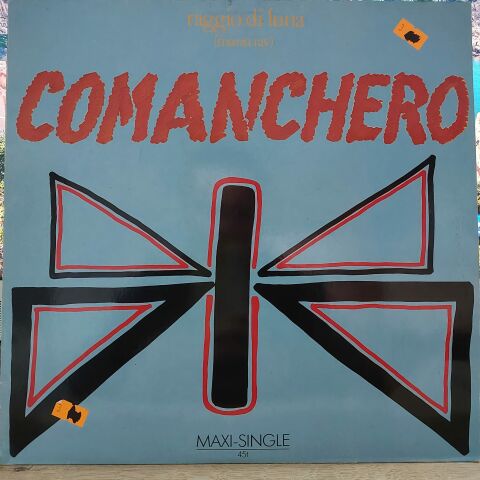 raggio di luna
(moon ray)
COMANCHERO
MAXI-SINGLE
45t